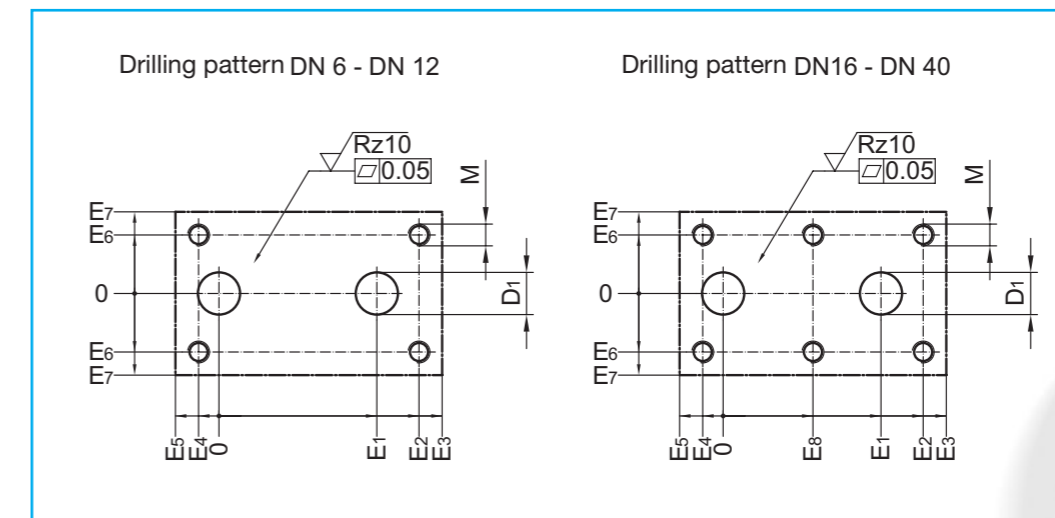 Drilling pattern DN 6 - DN 12
Rz10
0.05
M
E7
E6
0
D1
E6
E7
E5
E4
0
E1
E2
E3
Drilling pattern DN16 - DN 40
Rz10
0.05
M
E7
E6
0
D1
E6
E7
E5
E4
0
E8
E1
E2
E3